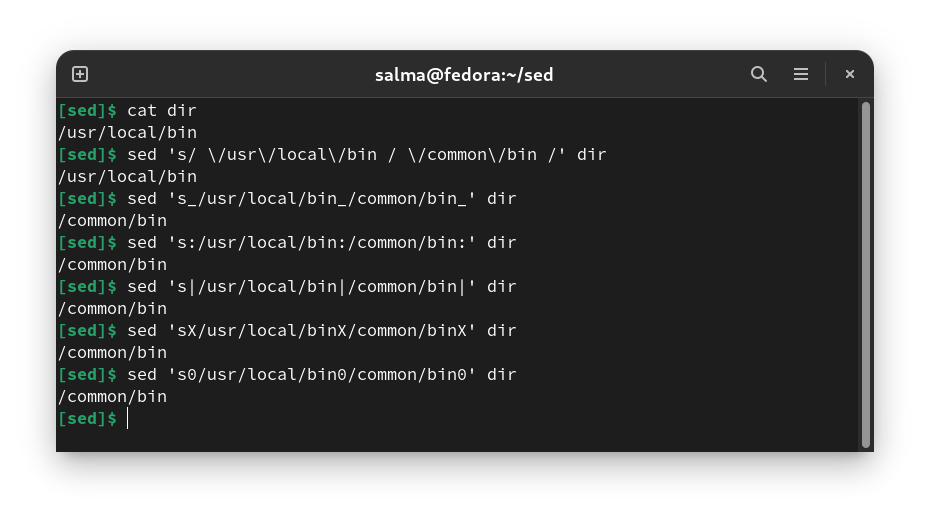 salma@fedora:~/sed
[sed]$ cat dir
/usr/local/bin
[sed]$ sed 's/ \/usr\/local\/bin / \/common\/bin /' dir
/usr/local/bin
[sed]$ sed 's_/usr/local/bin_/common/bin_' dir
/common/bin
[sed]$ sed 's:/usr/local/bin:/common/bin:' dir
/common/bin
[sed]$ sed 's|/usr/local/bin|/common/bin|' dir
/common/bin
[sed]$ sed 'sX/usr/local/binX/common/binX' dir
/common/bin
[sed]$ sed 's0/usr/local/bin0/common/bin0' dir
/common/bin
[sed]$